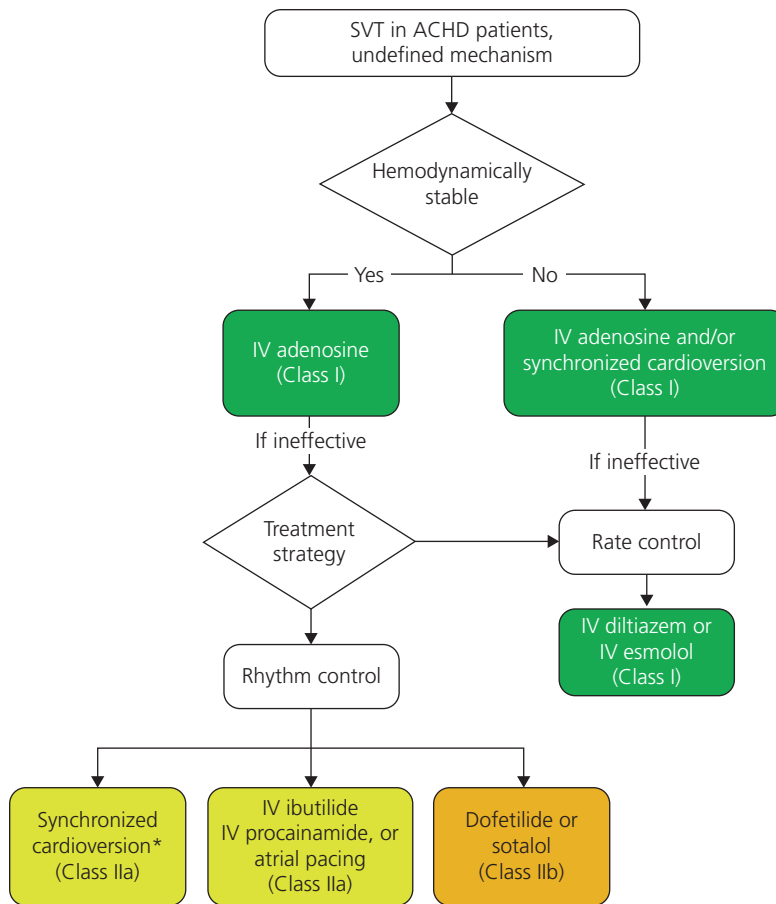 SVT in ACHD patients,
undefined mechanism
Hemodynamically
stable
Yes
No
IV adenosine
(Class I)
IV adenosine and/or
synchronized cardioversion
(Class I)
If ineffective
If ineffective
Treatment
strategy
Rate control
IV diltiazem or
IV esmolol
(Class I)
Rhythm control
Synchronized
cardioversion*
(Class IIa)
IV ibutilide
IV procainamide, or
atrial pacing
(Class IIa)
Dofetilide or
sotalol
(Class IIb)